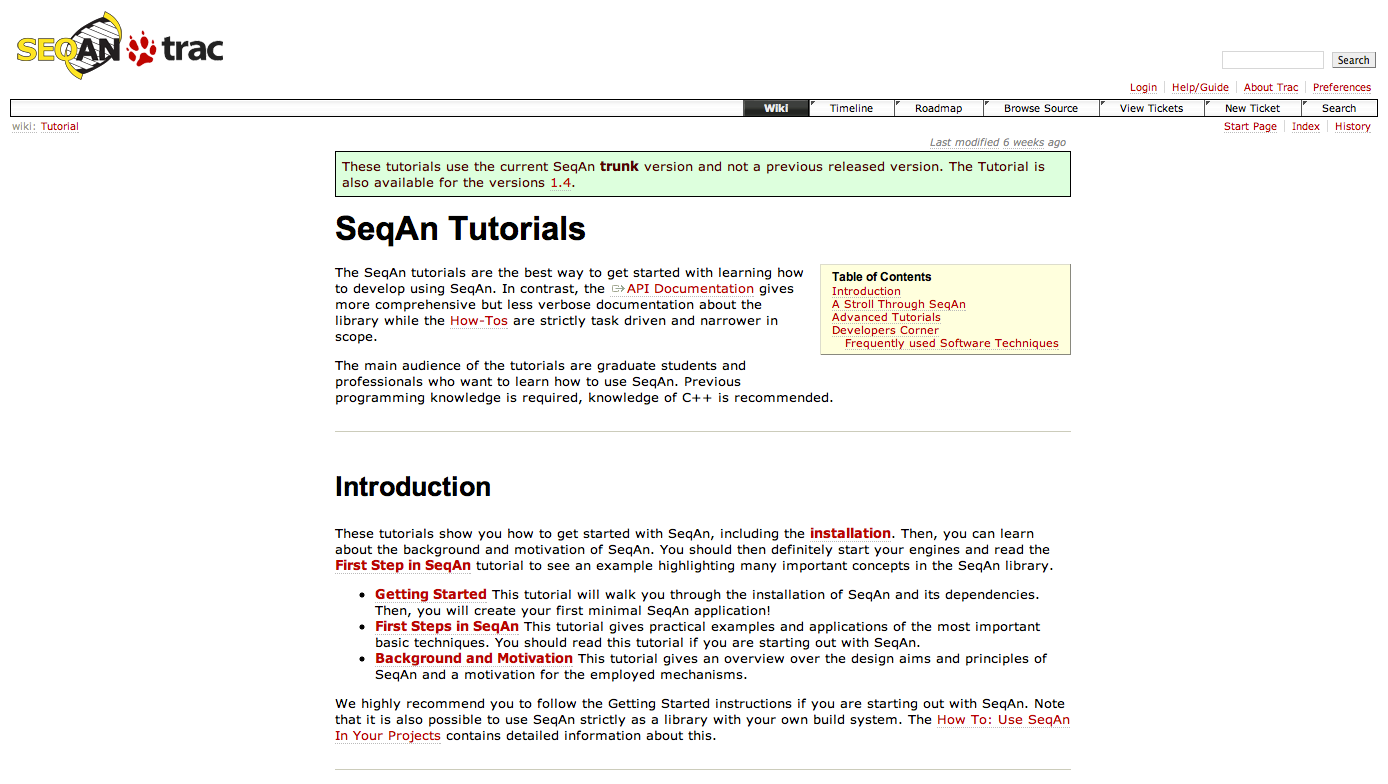 SEQAN trac
Search
Login Help/Guide About Trac Preferences
Wiki Timeline Roadmap Browse Source View Tickets New Ticket Search
wiki: Tutorial
Start Page Index History
Last modified 6 weeks ago
These tutorials use the current SeqAn trunk version and not a previous released version. The Tutorial is
also available for the versions 1.4.
SeqAn Tutorials
The SeqAn tutorials are the best way to get started with learning how
to develop using SeqAn. In contrast, the API Documentation gives
more comprehensive but less verbose documentation about the
library while the How-Tos are strictly task driven and narrower in
scope.
Table of Contents
Introduction
A Stroll Through SeqAn
Advanced Tutorials
Developers Corner
Frequently used Software Techniques
The main audience of the tutorials are graduate students and
professionals who want to learn how to use SeqAn. Previous
programming knowledge is required, knowledge of C++ is recommended.
Introduction
These tutorials show you how to get started with SeqAn, including the installation. Then, you can learn
about the background and motivation of SeqAn. You should then definitely start your engines and read the
First Step in SeqAn tutorial to see an example highlighting many important concepts in the SeqAn library.
• Getting Started This tutorial will walk you through the installation of SeqAn and its dependencies.
Then, you will create your first minimal SeqAn application!
• First Steps in SeqAn This tutorial gives practical examples and applications of the most important
basic techniques. You should read this tutorial if you are starting out with SeqAn.
• Background and Motivation This tutorial gives an overview over the design aims and principles of
SeqAn and a motivation for the employed mechanisms.
We highly recommend you to follow the Getting Started instructions if you are starting out with SeqAn. Note
that it is also possible to use SeqAn strictly as a library with your own build system. The How To: Use SeqAn
In Your Projects contains detailed information about this.